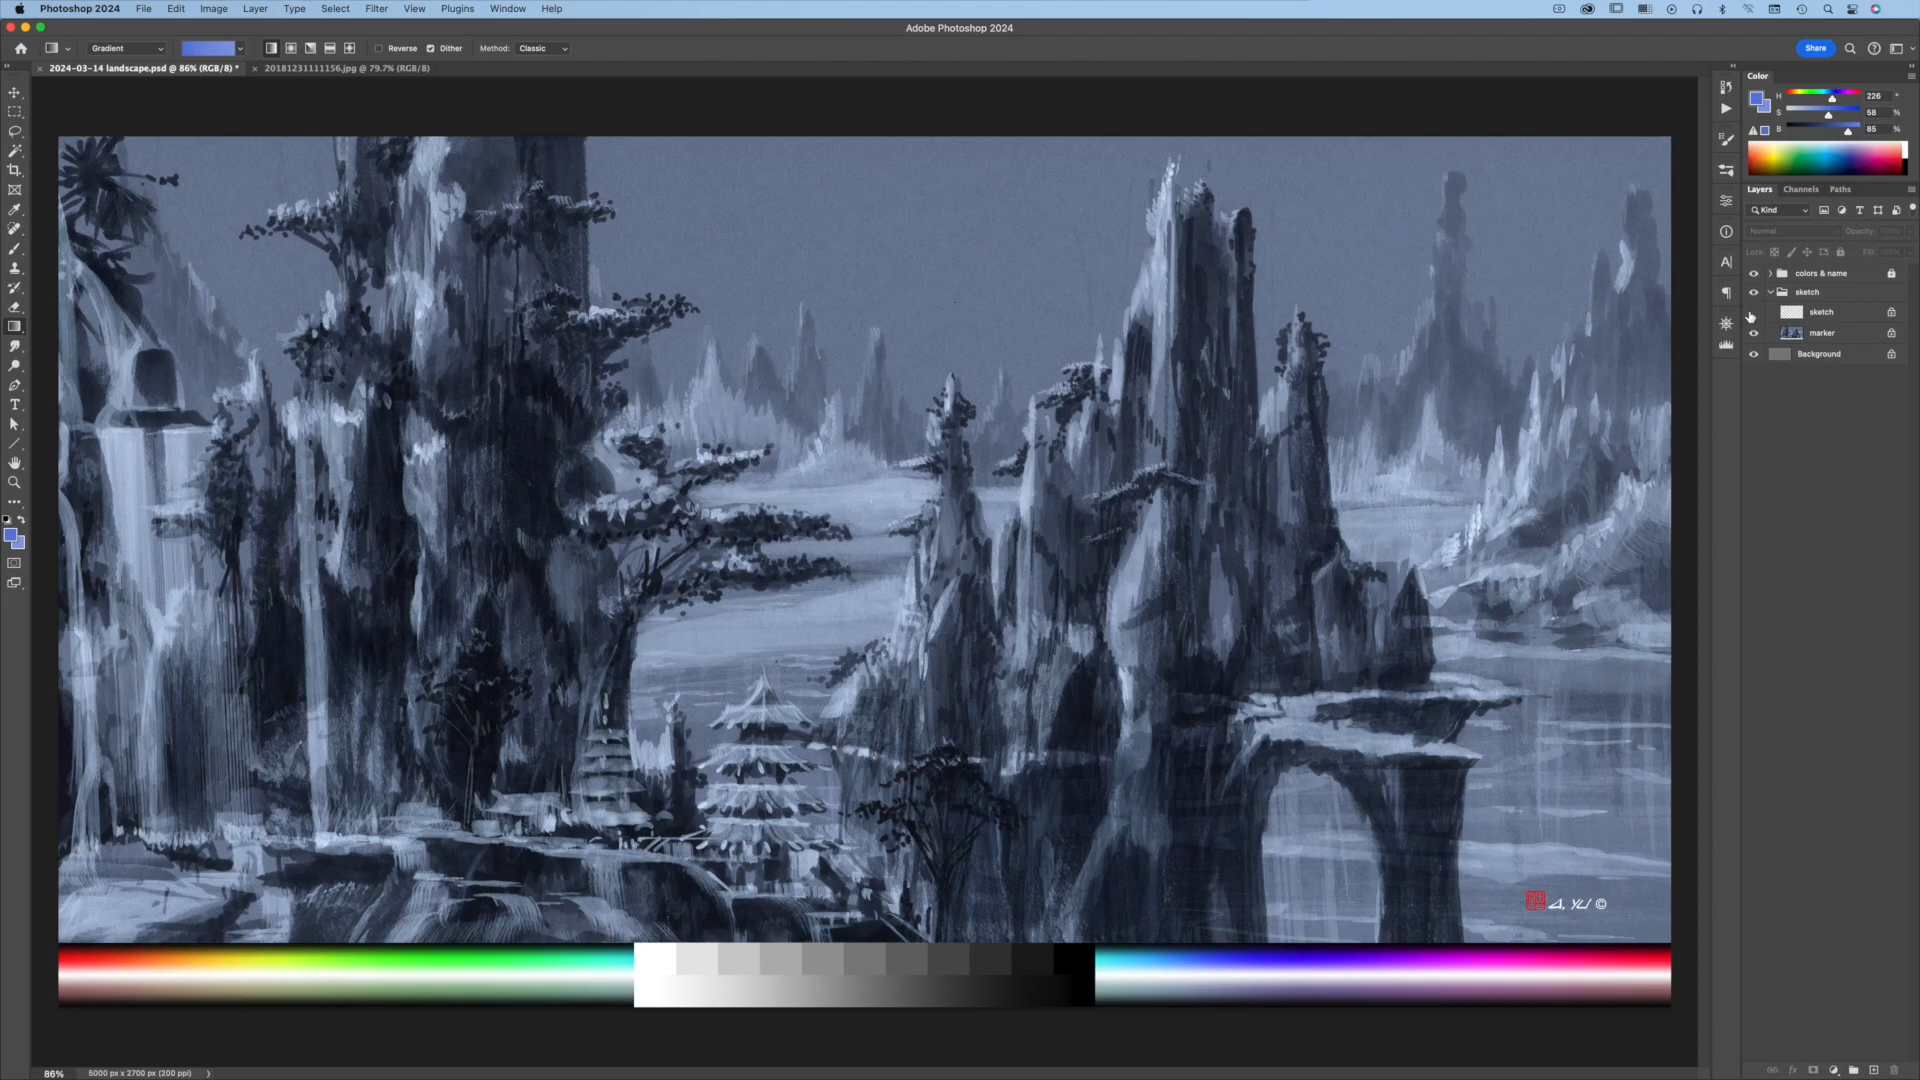 Photoshop 2024 File Edit Image Layer Type Select Filter View Plugins Window Help
Adobe Photoshop 2024
Gradient Reverse Dither Method: Classic Share
2024-03-14 landscape.psd @ 86% (RGB/8) * 20181231111156.jpg @ 79.7% (RGB/8)
Color
H 226 °
S 58 %
B 85 %
Layers Channels Paths
Kind
Normal Opacity: 100%
Lock: Fill: 100%
colors & name
sketch
sketch
marker
Background
A. YU ©
86% 5000 px x 2700 px (200 ppi)